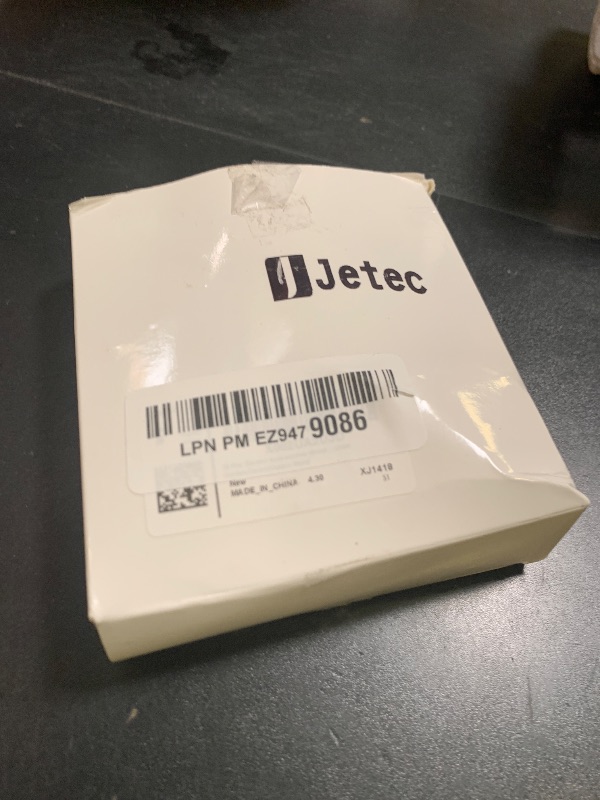 Jetec
LPN PM EZ947 9086
New
MADE_IN_CHINA 4.30
XJ1418